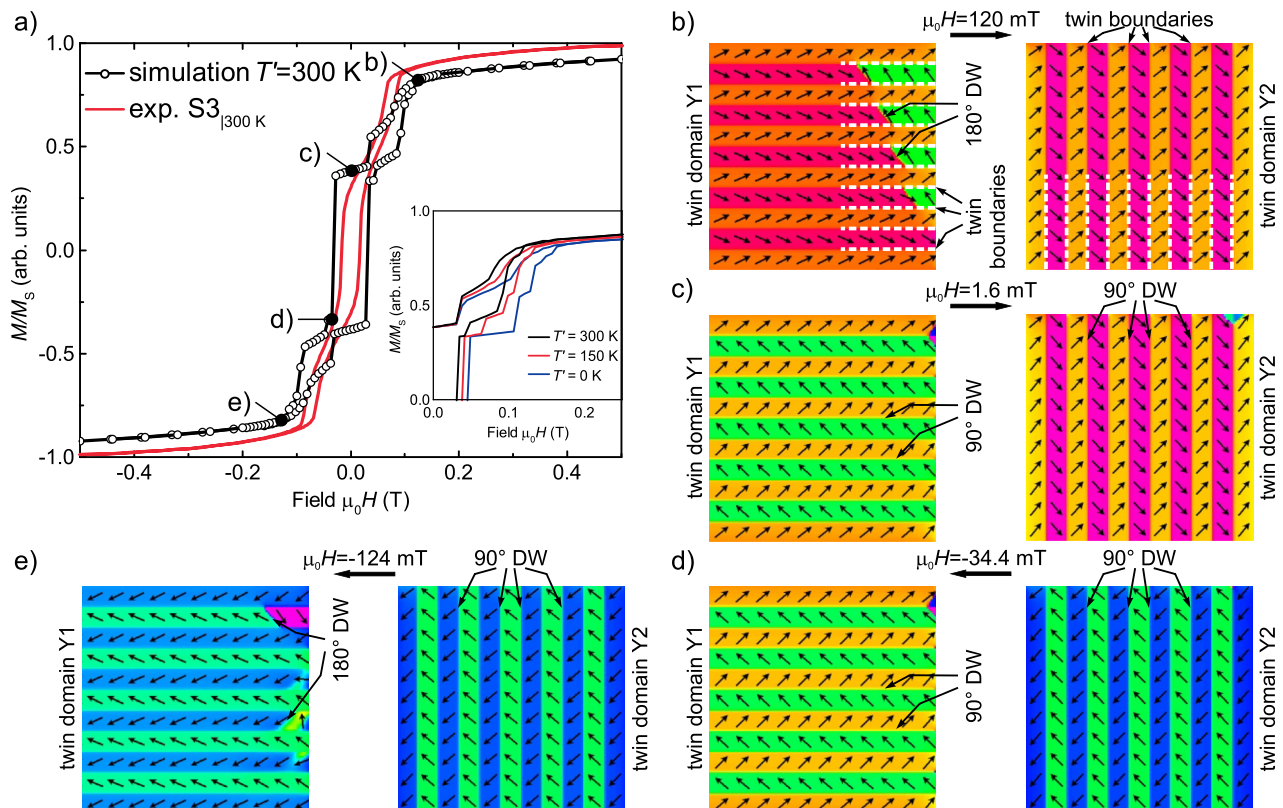 a)
simulation T'=300 K
exp. S3|300 K
b)
c)
d)
e)
1.0
0.5
0.0
-0.5
-1.0
M/MS (arb. units)
-0.4
-0.2
0.0
0.2
0.4
Field μ0H (T)
1.0
0.5
0.0
M/MS (arb. units)
T' = 300 K
T' = 150 K
T' = 0 K
0.0
0.1
0.2
Field μ0H (T)
b)
μ0H=120 mT
twin boundaries
twin domain Y1
180° DW
twin
boundaries
twin domain Y2
c)
μ0H=1.6 mT
90° DW
twin domain Y1
90° DW
twin domain Y2
e)
μ0H=-124 mT
90° DW
twin domain Y1
180° DW
twin domain Y2
d)
μ0H=-34.4 mT
90° DW
twin domain Y1
90° DW
twin domain Y2